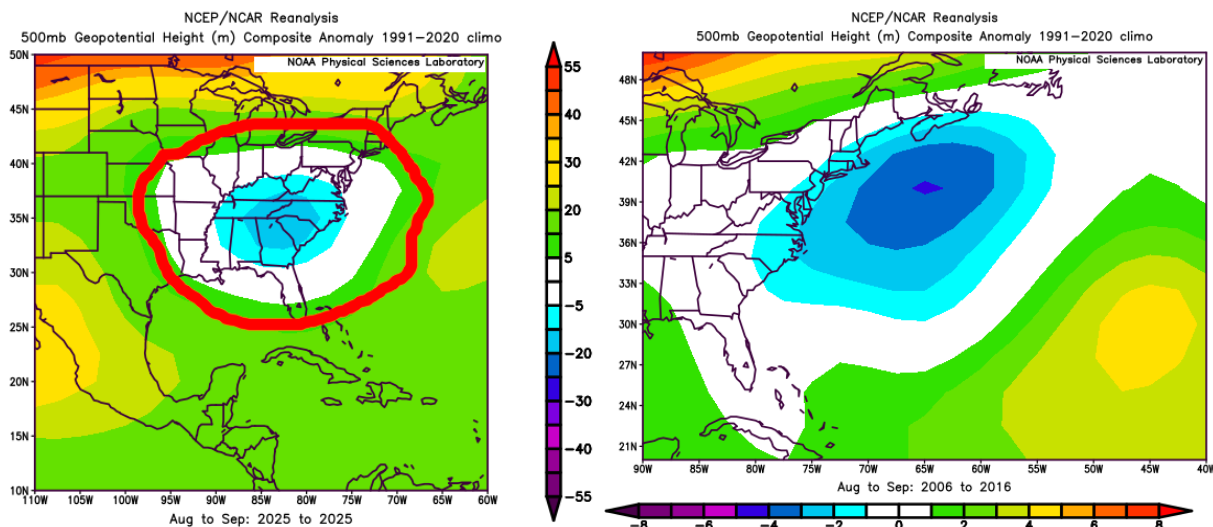 NCEP/NCAR Reanalysis
500mb Geopotential Height (m) Composite Anomaly 1991-2020 climo
NOAA Physical Sciences Laboratory
50N
45N
40N
35N
30N
25N
20N
15N
10N
110W 105W 100W 95W 90W 85W 80W 75W 70W 65W 60W
Aug to Sep: 2025 to 2025
55
40
30
20
5
-5
-20
-30
-40
-55
NCEP/NCAR Reanalysis
500mb Geopotential Height (m) Composite Anomaly 1991-2020 climo
NOAA Physical Sciences Laboratory
48N
45N
42N
39N
36N
33N
30N
27N
24N
21N
90W 85W 80W 75W 70W 65W 60W 55W 50W 45W 40W
Aug to Sep: 2006 to 2016
-8 -6 -4 -2 0 2 4 6 8